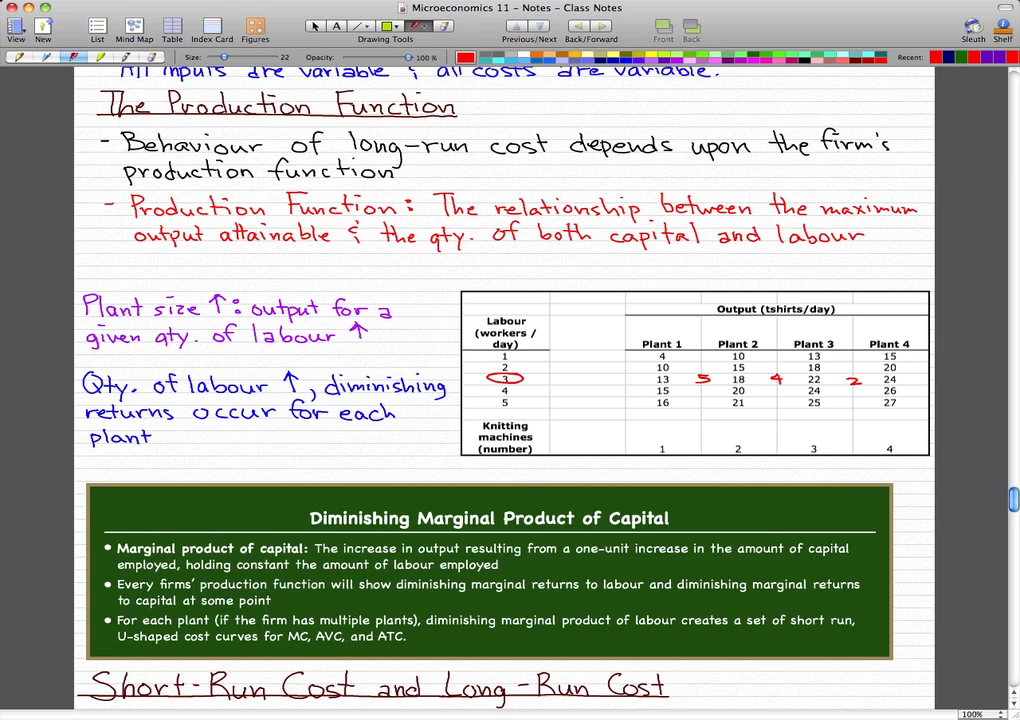 Microeconomics 11 - Notes - Class Notes
View New List Mind Map Table Index Card Figures Drawing Tools Previous/Next Back/Forward Front Back Sleuth Shelf
Size: 22 Opacity: 100 % Recent:
All inputs are variable & all costs are variable.
The Production Function
- Behaviour of long-run cost depends upon the firm's
production function
- Production Function: The relationship between the maximum
output attainable & the qty. of both capital and labour
Plant size ↑: output for a
given qty. of labour ↑
Qty. of labour ↑, diminishing
returns occur for each
plant
Output (tshirts/day)
Labour
(workers /
day) Plant 1 Plant 2 Plant 3 Plant 4
1 4 10 13 15
2 10 15 18 20
3 13 5 18 4 22 2 24
4 15 20 24 26
5 16 21 25 27
Knitting
machines
(number) 1 2 3 4
Diminishing Marginal Product of Capital
• Marginal product of capital: The increase in output resulting from a one-unit increase in the amount of capital
employed, holding constant the amount of labour employed
• Every firms' production function will show diminishing marginal returns to labour and diminishing marginal returns
to capital at some point
• For each plant (if the firm has multiple plants), diminishing marginal product of labour creates a set of short run,
U-shaped cost curves for MC, AVC, and ATC.
Short-Run Cost and Long-Run Cost
100%